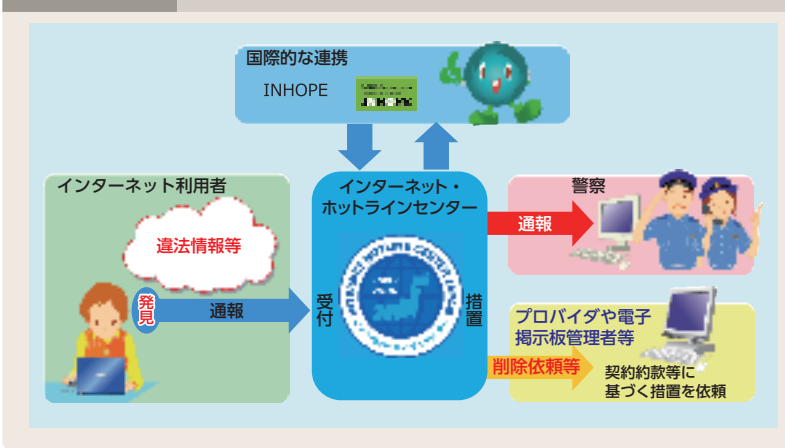 国際的な連携
INHOPE
インターネット利用者
違法情報等
発見
通報
インターネット・
ホットラインセンター
受付
措置
警察
通報
プロバイダや電子
掲示板管理者等
削除依頼等
契約約款等に
基づく措置を依頼